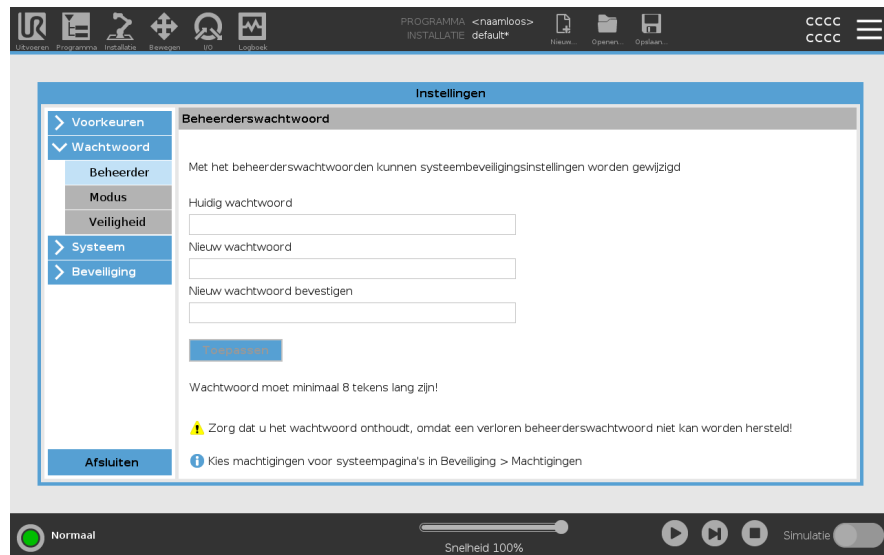 PROGRAMMA <naamloos>
INSTALLATIE default*
UR
Uitvoeren Programma Installatie Bewegen I/O Logboek
Nieuw... Openen... Opslaan...
CCCC
CCCC
Instellingen
Voorkeuren
Wachtwoord
Beheerder
Modus
Veiligheid
Systeem
Beveiliging
Afsluiten
Beheerderswachtwoord
Met het beheerderswachtwoorden kunnen systeembeveiligingsinstellingen worden gewijzigd
Huidig wachtwoord
Nieuw wachtwoord
Nieuw wachtwoord bevestigen
Toepassen
Wachtwoord moet minimaal 8 tekens lang zijn!
Zorg dat u het wachtwoord onthoudt, omdat een verloren beheerderswachtwoord niet kan worden hersteld!
Kies machtigingen voor systeempagina's in Beveiliging > Machtigingen
Normaal
Snelheid 100%
Simulatie